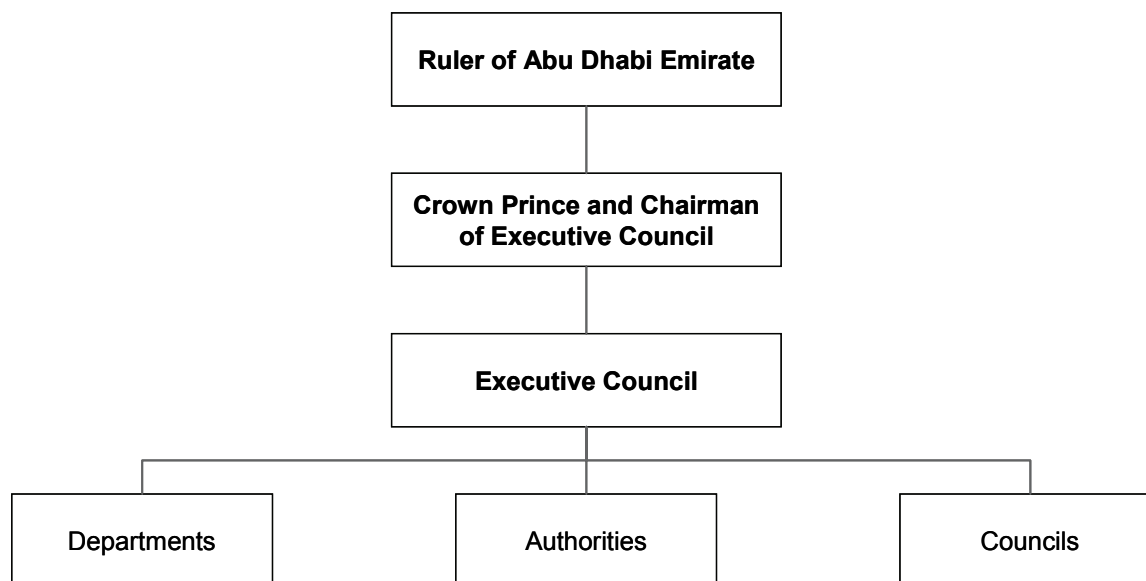 Ruler of Abu Dhabi Emirate
Crown Prince and Chairman
of Executive Council
Executive Council
Departments
Authorities
Councils